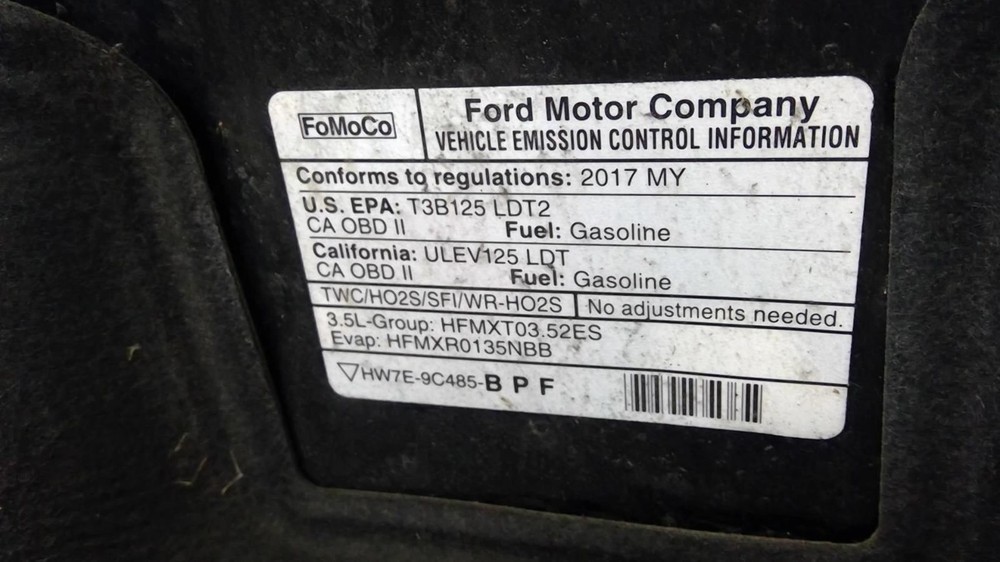 FoMoCo
Ford Motor Company
VEHICLE EMISSION CONTROL INFORMATION
Conforms to regulations: 2017 MY
U.S. EPA: T3B125 LDT2
CA OBD II Fuel: Gasoline
California: ULEV125 LDT
CA OBD II Fuel: Gasoline
TWC/HO2S/SFI/WR-HO2S No adjustments needed.
3.5L-Group: HFMXT03.52ES
Evap: HFMXR0135NBB
HW7E-9C485-B P F